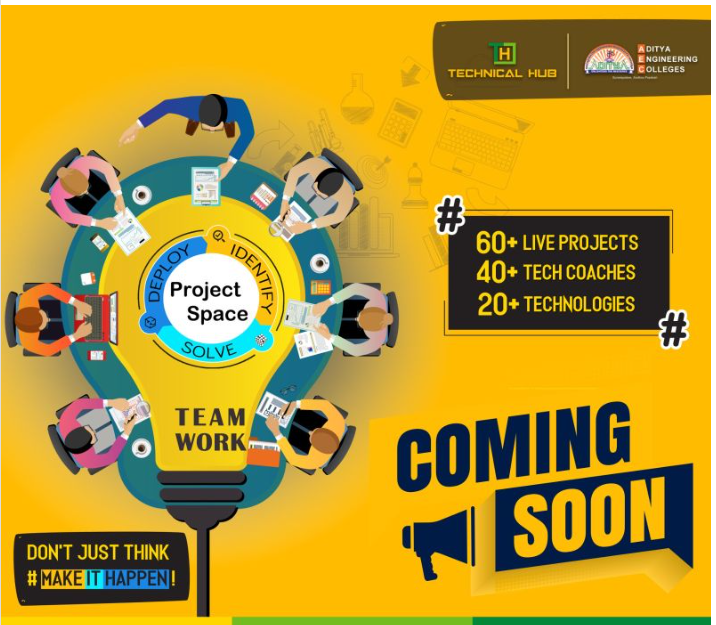 TECHNICAL HUB
ADITYA
ADITYA
ENGINEERING
COLLEGES
#
60+ LIVE PROJECTS
40+ TECH COACHES
20+ TECHNOLOGIES
#
DEPLOY
IDENTIFY
SOLVE
Project
Space
TEAM
WORK
COMING
SOON
DON'T JUST THINK
# MAKE IT HAPPEN !